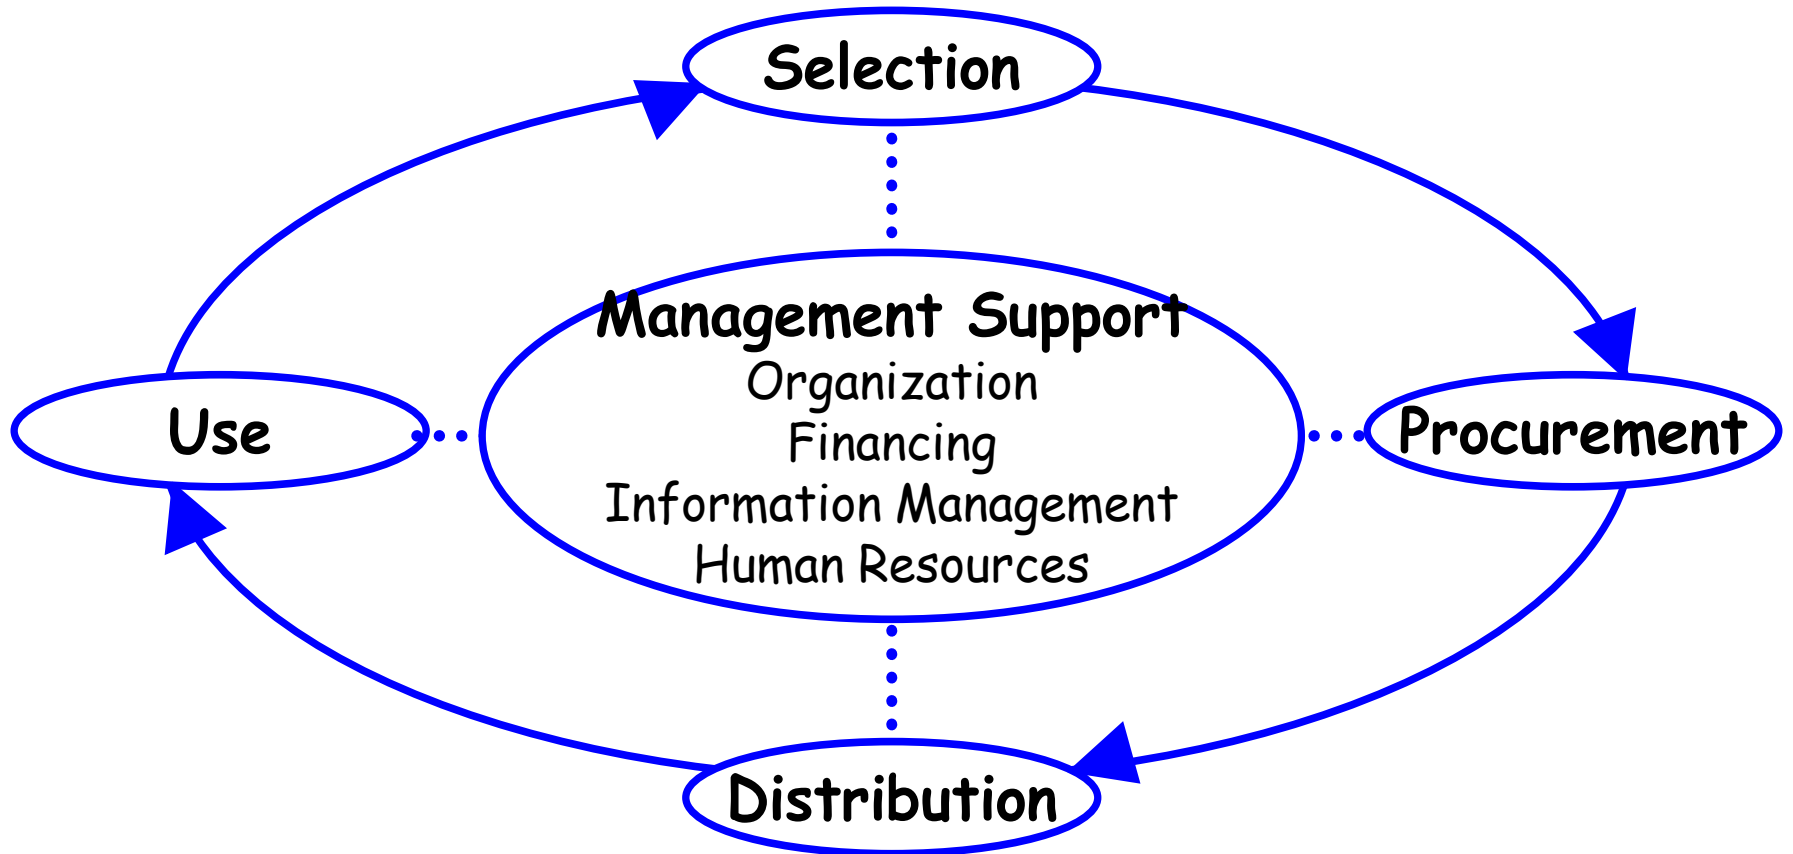 Selection
Management Support
Organization
Financing
Information Management
Human Resources
Use
Procurement
Distribution